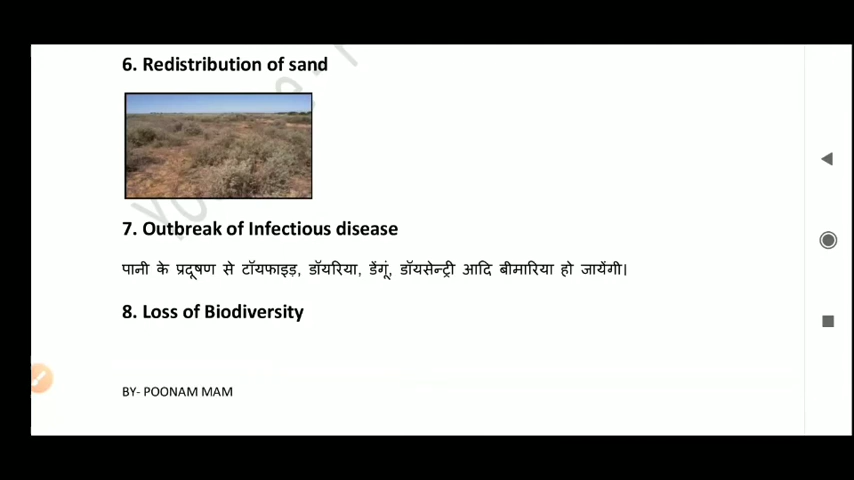 6. Redistribution of sand
7. Outbreak of Infectious disease
पानी के प्रदूषण से टॉयफाइड़, डॉयरिया, डेंगूं, डॉयसेन्ट्री आदि बीमारिया हो जायेंगी।
8. Loss of Biodiversity
BY- POONAM MAM